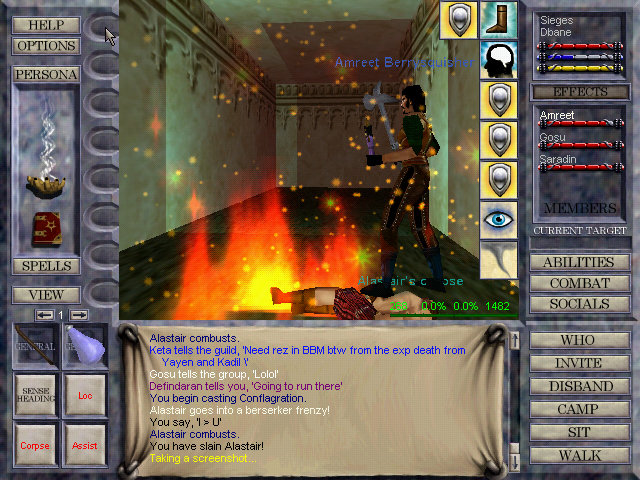 HELP
OPTIONS
PERSONA
SPELLS
VIEW
1
SENSE
HEADING
Loc
Corpse
Assist
Amreet
Alastair's corpse
0.0% 0.0% 1482
Alastair combusts.
Keta tells the guild, 'Need rez in BBM btw from the exp death from
Yayen and Kadil \'
Gosu tells the group, 'Lolol'
Defindaran tells you, 'Going to run there'
You begin casting Conflagration.
Alastair goes into a berserker frenzy!
You say, 'I > U'
Alastair combusts.
You have slain Alastair!
Taking a screenshot...
Sieges
Dbane
EFFECTS
Amreet
Gosu
Saradin
MEMBERS
CURRENT TARGET
ABILITIES
COMBAT
SOCIALS
WHO
INVITE
DISBAND
CAMP
SIT
WALK